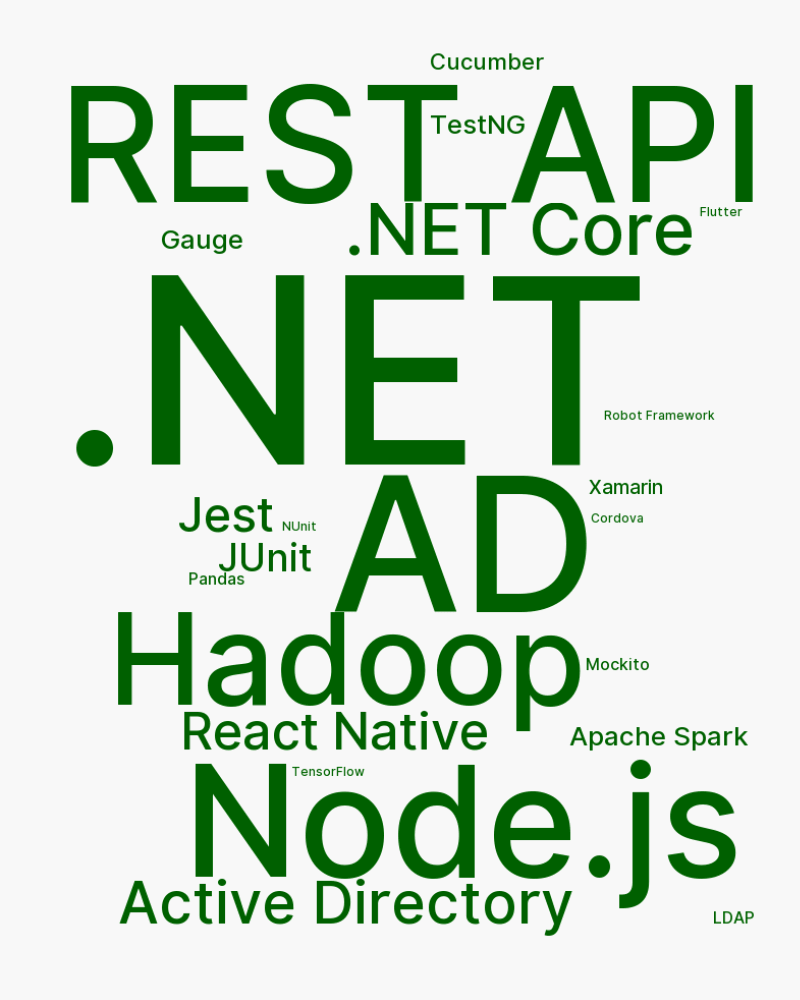 Cucumber
REST API
TestNG
.NET Core
Flutter
Gauge
.NET
Robot Framework
AD
Xamarin
Jest
Cordova
NUnit
JUnit
Pandas
Hadoop
Mockito
React Native
Apache Spark
TensorFlow
Node.js
Active Directory
LDAP